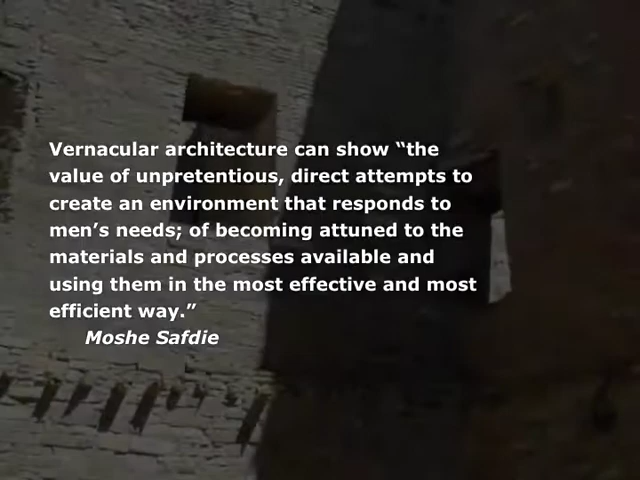 Vernacular architecture can show “the
value of unpretentious, direct attempts to
create an environment that responds to
men’s needs; of becoming attuned to the
materials and processes available and
using them in the most effective and most
efficient way.”
Moshe Safdie